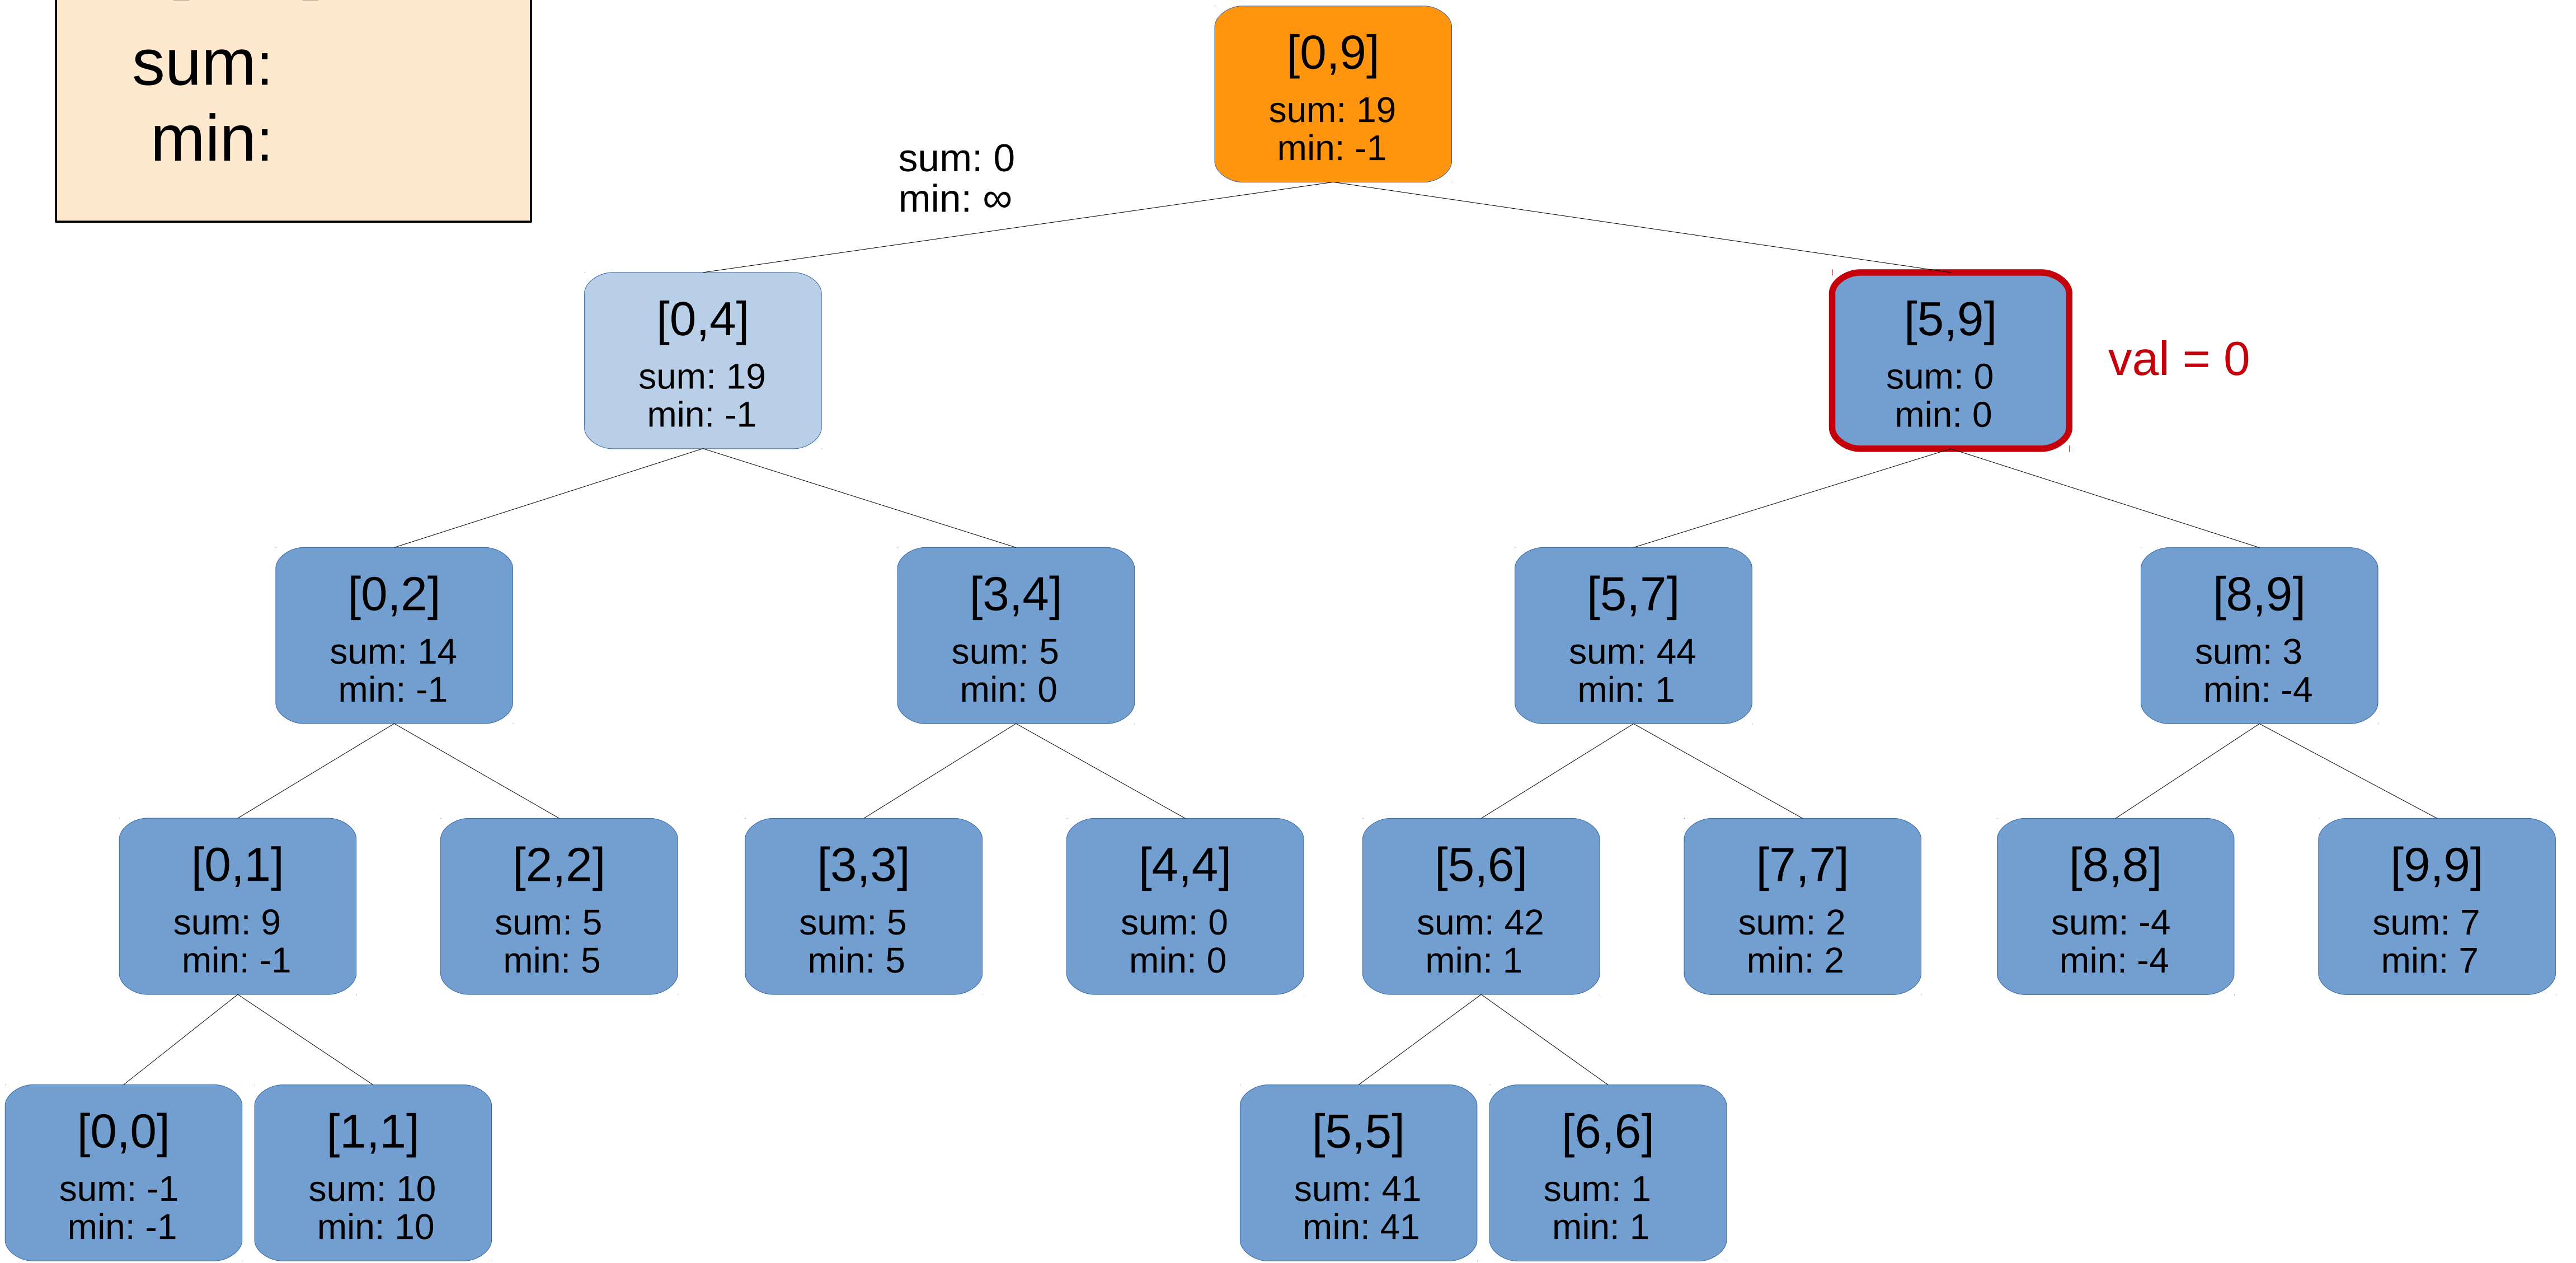 sum:
min:
[0,9]
sum: 19
min: -1
sum: 0
min: ∞
[0,4]
sum: 19
min: -1
[5,9]
sum: 0
min: 0
val = 0
[0,2]
sum: 14
min: -1
[3,4]
sum: 5
min: 0
[5,7]
sum: 44
min: 1
[8,9]
sum: 3
min: -4
[0,1]
sum: 9
min: -1
[2,2]
sum: 5
min: 5
[3,3]
sum: 5
min: 5
[4,4]
sum: 0
min: 0
[5,6]
sum: 42
min: 1
[7,7]
sum: 2
min: 2
[8,8]
sum: -4
min: -4
[9,9]
sum: 7
min: 7
[0,0]
sum: -1
min: -1
[1,1]
sum: 10
min: 10
[5,5]
sum: 41
min: 41
[6,6]
sum: 1
min: 1